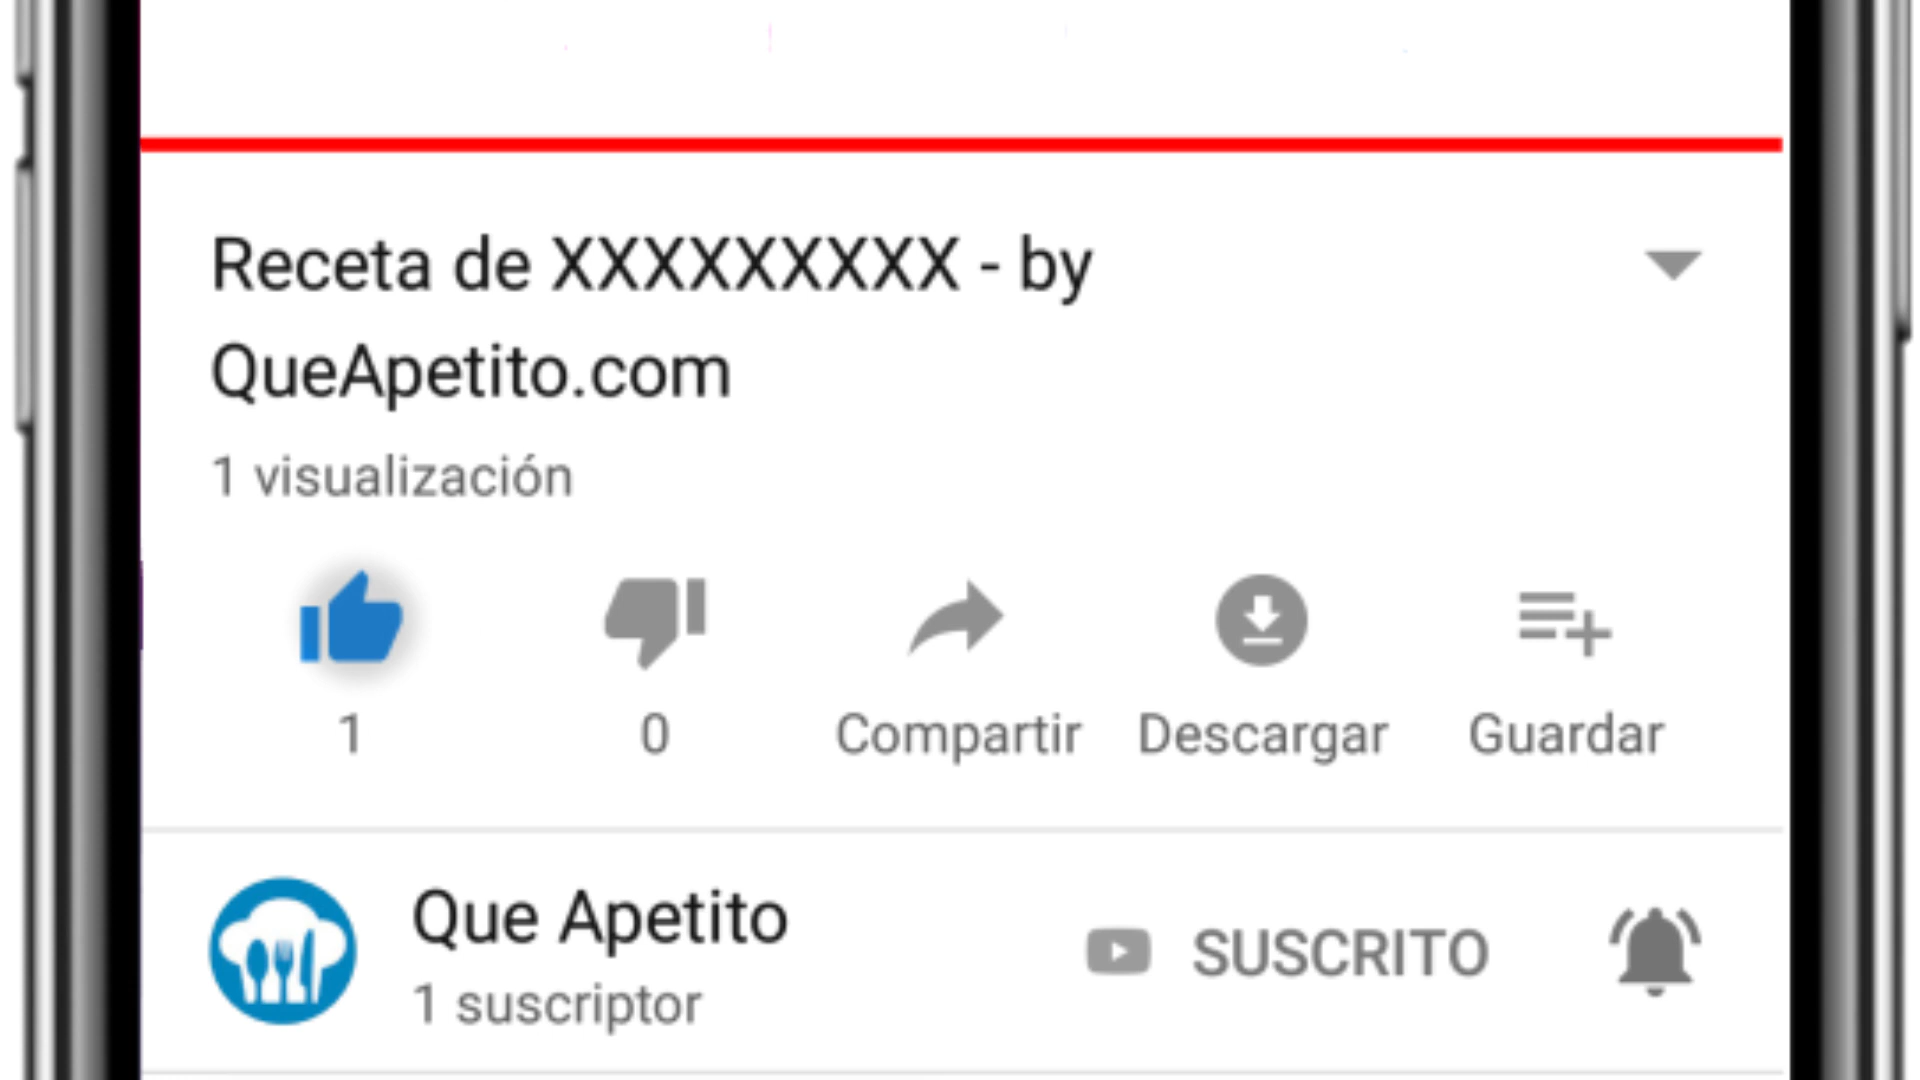 Receta de XXXXXXXXX - by
QueApetito.com
1 visualización
1
0
Compartir
Descargar
Guardar
Que Apetito
SUSCRITO
1 suscriptor